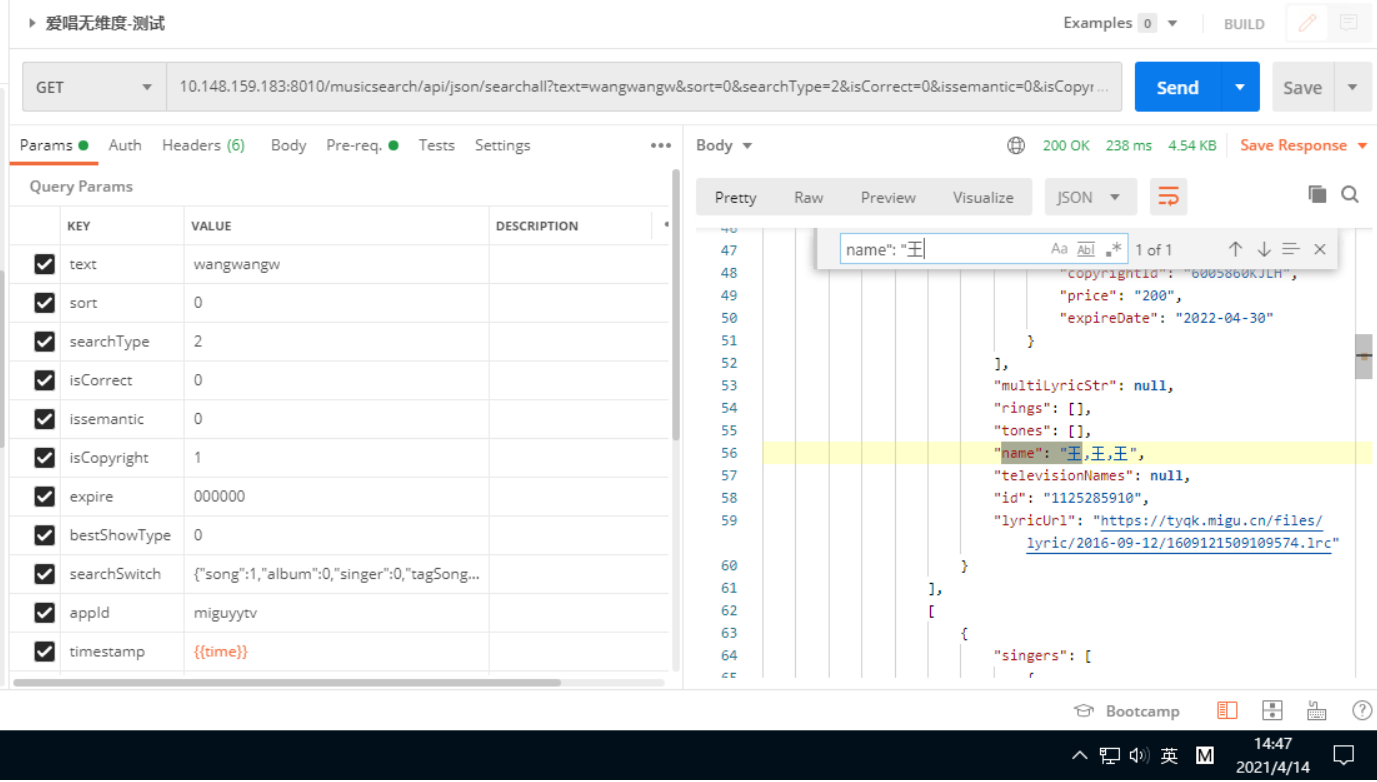 爱唱无维度-测试
Examples 0
BUILD
GET
10.148.159.183:8010/musicsearch/api/json/searchall?text=wangwangw&sort=0&searchType=2&isCorrect=0&issemantic=0&isCopyr...
Send
Save
Params Auth Headers (6) Body Pre-req. Tests Settings
Query Params
KEY VALUE DESCRIPTION
text wangwangw
sort 0
searchType 2
isCorrect 0
issemantic 0
isCopyright 1
expire 000000
bestShowType 0
searchSwitch {"song":1,"album":0,"singer":0,"tagSong...
appId miguyytv
timestamp {{time}}
Body 200 OK 238 ms 4.54 KB Save Response
Pretty Raw Preview Visualize JSON
name": "王 Aa Abl .* 1 of 1
46
47
48 "copyrightId": "6005860KJLH",
49 "price": "200",
50 "expireDate": "2022-04-30"
51 }
52 ],
53 "multiLyricStr": null,
54 "rings": [],
55 "tones": [],
56 "name": "王,王,王",
57 "televisionNames": null,
58 "id": "1125285910",
59 "lyricUrl": "https://tyqk.migu.cn/files/
lyric/2016-09-12/1609121509109574.lrc"
60 }
61 ],
62 [
63 {
64 "singers": [
65 {
Bootcamp
英 M 14:47
2021/4/14